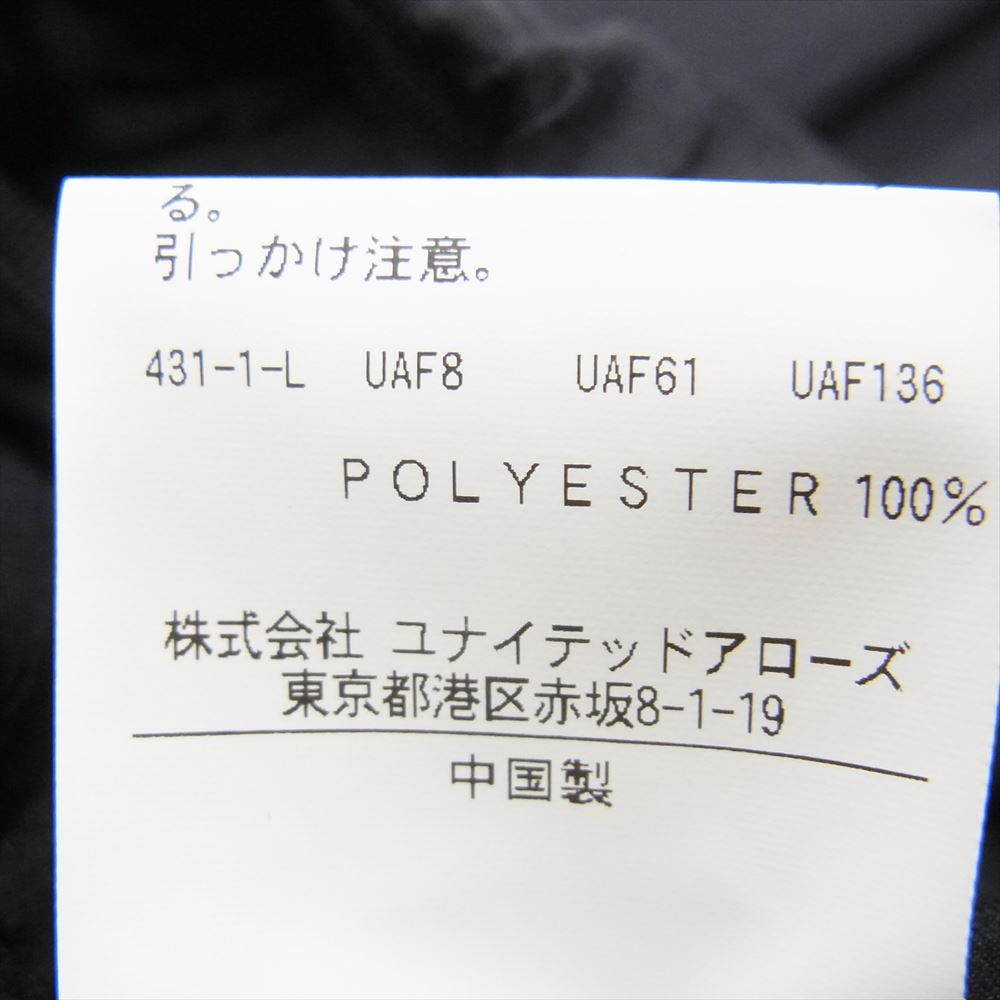 る。
引っかけ注意。
431-1-L UAF8 UAF61 UAF136
POLYESTER 100%
株式会社 ユナイテッドアローズ
東京都港区赤坂8-1-19
中国製